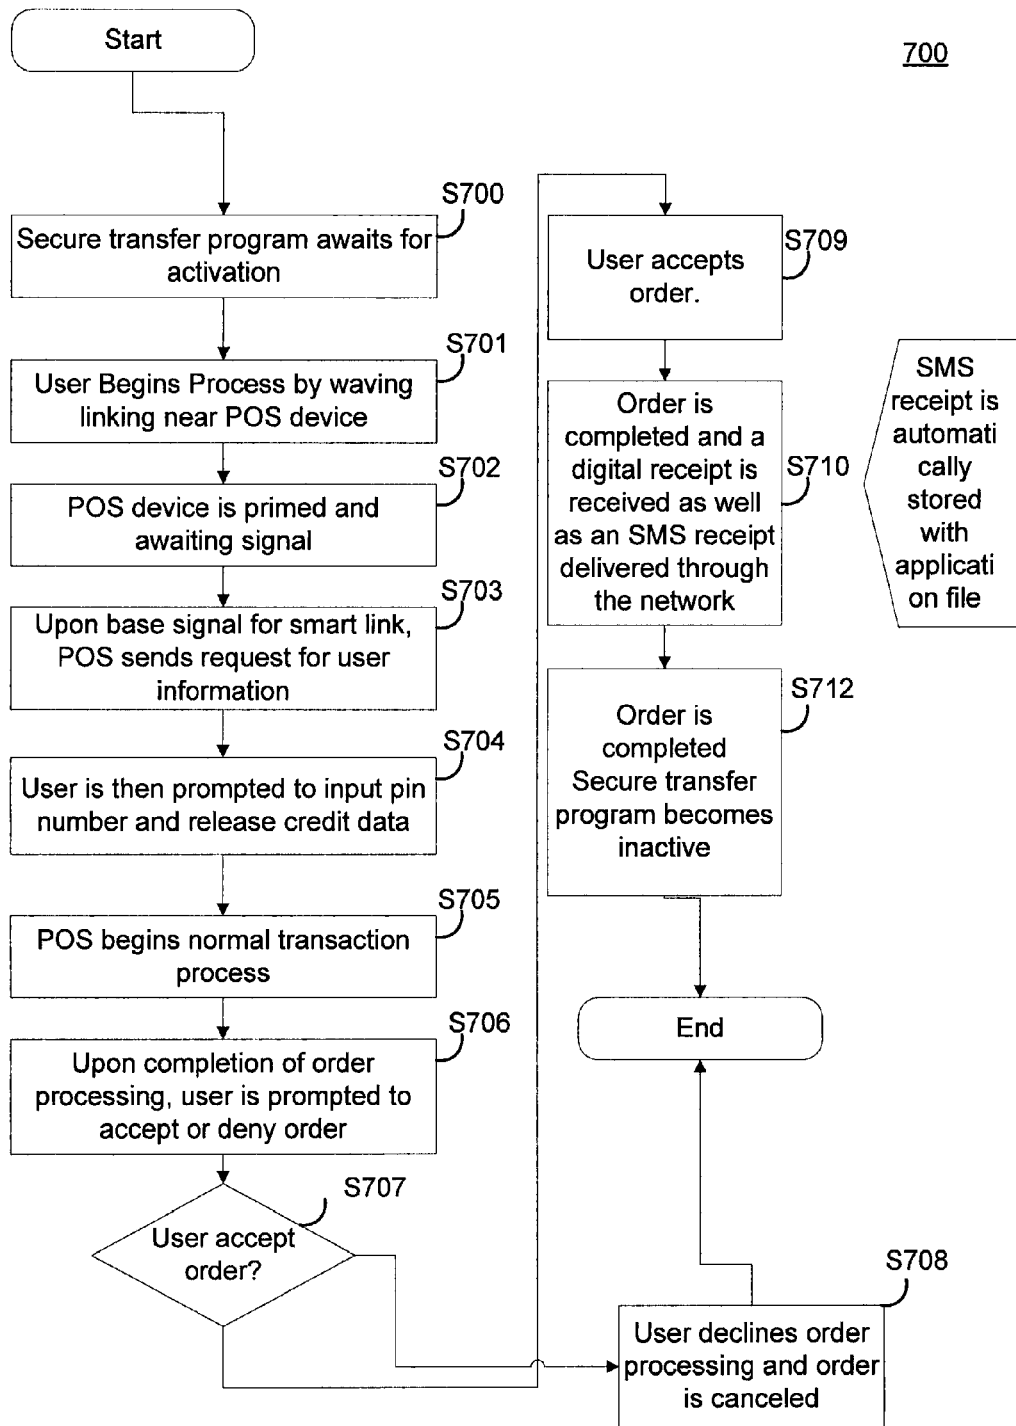 Start
700
S700
Secure transfer program awaits for
activation
S701
User Begins Process by waving
linking near POS device
S702
POS device is primed and
awaiting signal
S703
Upon base signal for smart link,
POS sends request for user
information
S704
User is then prompted to input pin
number and release credit data
S705
POS begins normal transaction
process
S706
Upon completion of order
processing, user is prompted to
accept or deny order
S707
User accept
order?
S709
User accepts
order.
S710
Order is
completed and a
digital receipt is
received as well
as an SMS receipt
delivered through
the network
SMS
receipt is
automati
cally
stored
with
applicati
on file
S712
Order is
completed
Secure transfer
program becomes
inactive
End
S708
User declines order
processing and order
is canceled